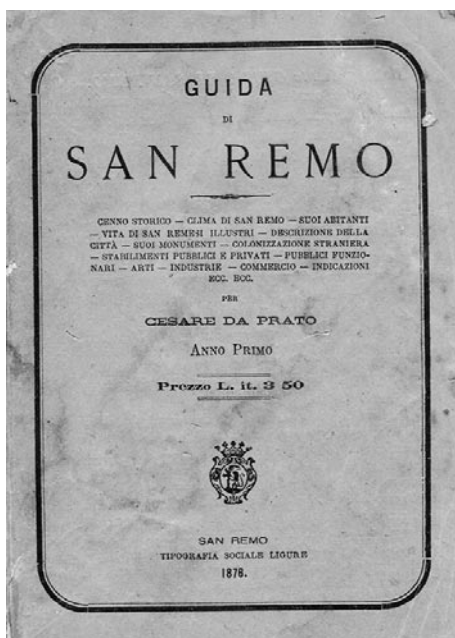 GUIDA
DI
SAN REMO
CENNO STORICO — CLIMA DI SAN REMO — SUOI ABITANTI
— VITA DI SAN REMESI ILLUSTRI — DESCRIZIONE DELLA
CITTÀ — SUOI MONUMENTI — COLONIZZAZIONE STRANIERA
— STABILIMENTI PUBBLICI E PRIVATI — PUBBLICI FUNZIO-
NARI — ARTI — INDUSTRIE — COMMERCIO — INDICAZIONI
ECC. ECC.
PER
CESARE DA PRATO
ANNO PRIMO
Prezzo L. it. 3 50
SAN REMO
TIPOGRAFIA SOCIALE LIGURE
1878.